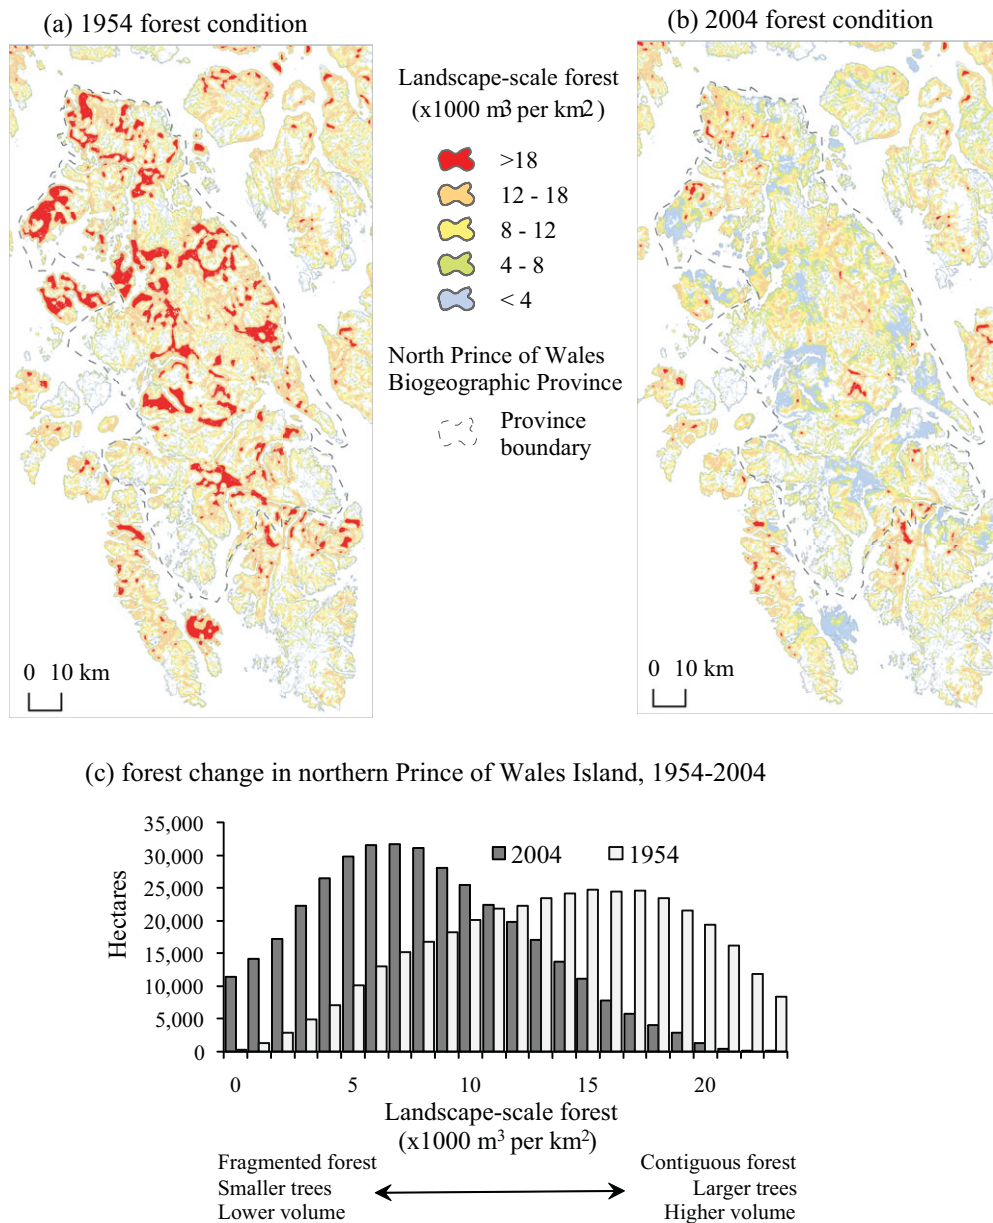 (a) 1954 forest condition
(b) 2004 forest condition
Landscape-scale forest
(x1000 m3 per km2)
>18
12 - 18
8 - 12
4 - 8
< 4
North Prince of Wales
Biogeographic Province
Province
boundary
0 10 km
0 10 km
(c) forest change in northern Prince of Wales Island, 1954-2004
35,000
30,000
25,000
20,000
15,000
10,000
5,000
0
Hectares
2004
1954
0 5 10 15 20
Landscape-scale forest
(x1000 m³ per km²)
Fragmented forest
Smaller trees
Lower volume
Contiguous forest
Larger trees
Higher volume